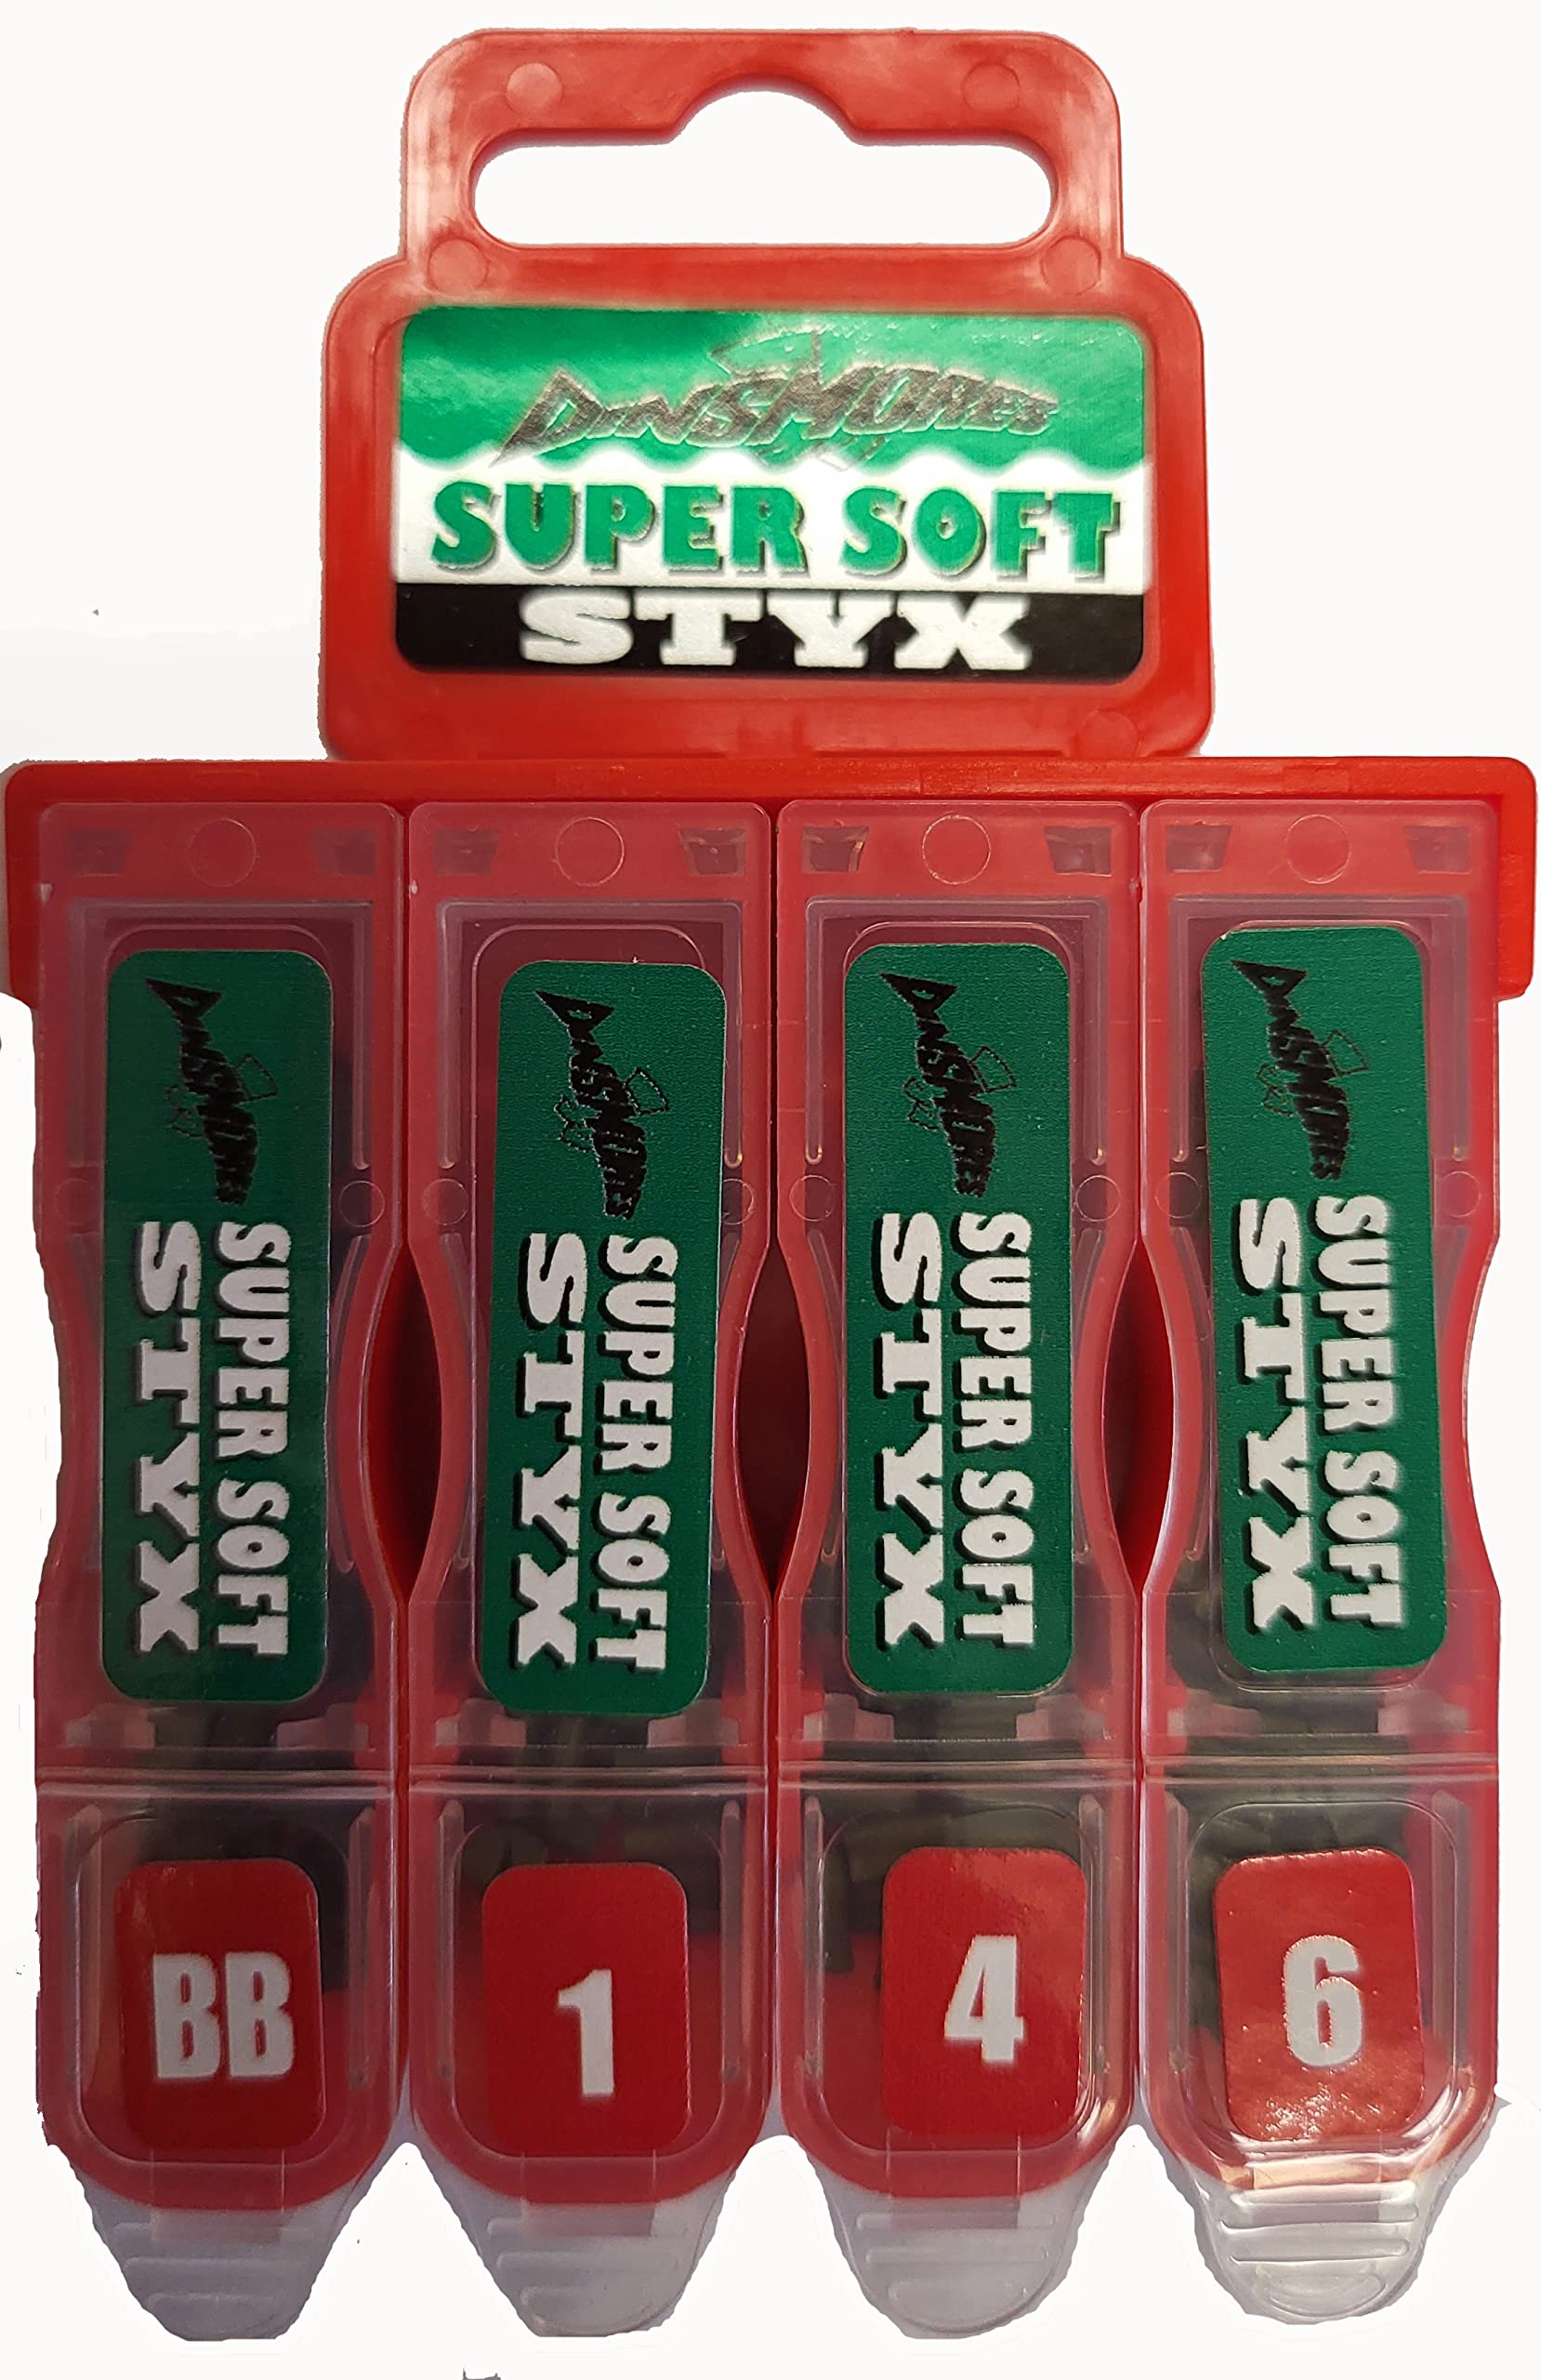 DINSMORES
SUPER SOFT
STYX
DINSMORES
SUPER SOFT
STYX
DINSMORES
SUPER SOFT
STYX
DINSMORES
SUPER SOFT
STYX
DINSMORES
SUPER SOFT
STYX
BB
1
4
6